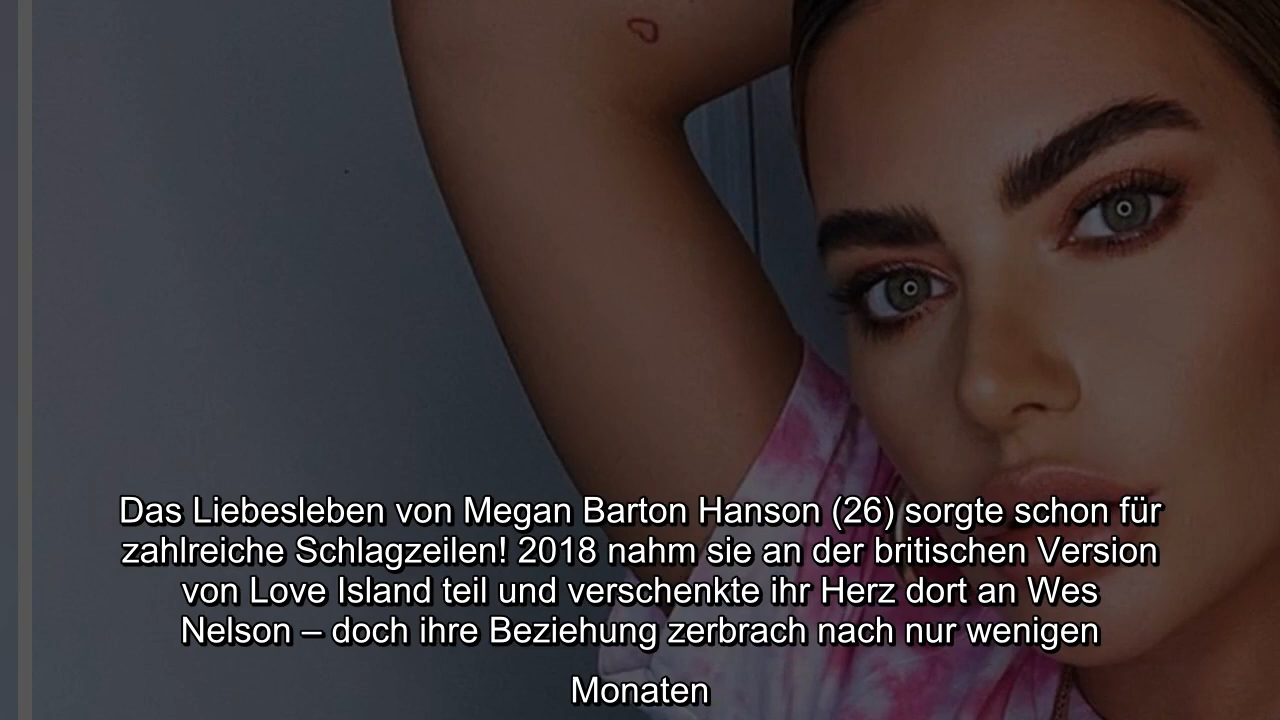 Das Liebesleben von Megan Barton Hanson (26) sorgte schon für
zahlreiche Schlagzeilen! 2018 nahm sie an der britischen Version
von Love Island teil und verschenkte ihr Herz dort an Wes
Nelson – doch ihre Beziehung zerbrach nach nur wenigen
Monaten